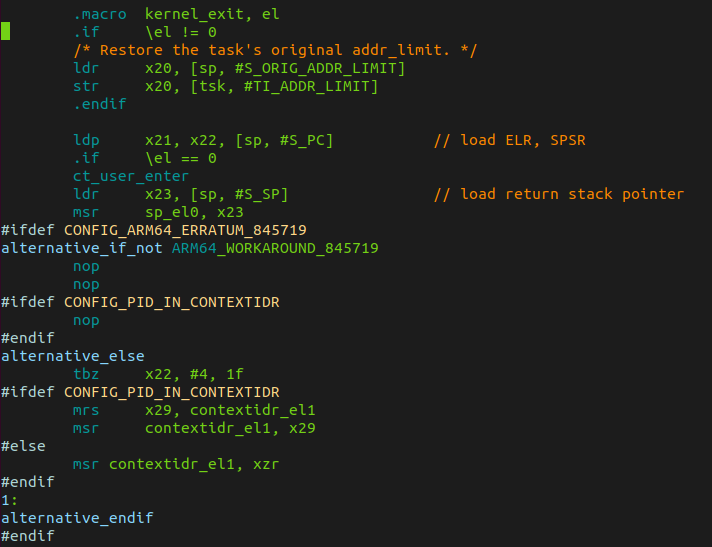 .macro kernel_exit, el
.if \el != 0
/* Restore the task's original addr_limit. */
ldr x20, [sp, #S_ORIG_ADDR_LIMIT]
str x20, [tsk, #TI_ADDR_LIMIT]
.endif
ldp x21, x22, [sp, #S_PC] // load ELR, SPSR
.if \el == 0
ct_user_enter
ldr x23, [sp, #S_SP] // load return stack pointer
msr sp_el0, x23
#ifdef CONFIG_ARM64_ERRATUM_845719
alternative_if_not ARM64_WORKAROUND_845719
nop
nop
#ifdef CONFIG_PID_IN_CONTEXTIDR
nop
#endif
alternative_else
tbz x22, #4, 1f
#ifdef CONFIG_PID_IN_CONTEXTIDR
mrs x29, contextidr_el1
msr contextidr_el1, x29
#else
msr contextidr_el1, xzr
#endif
1:
alternative_endif
#endif